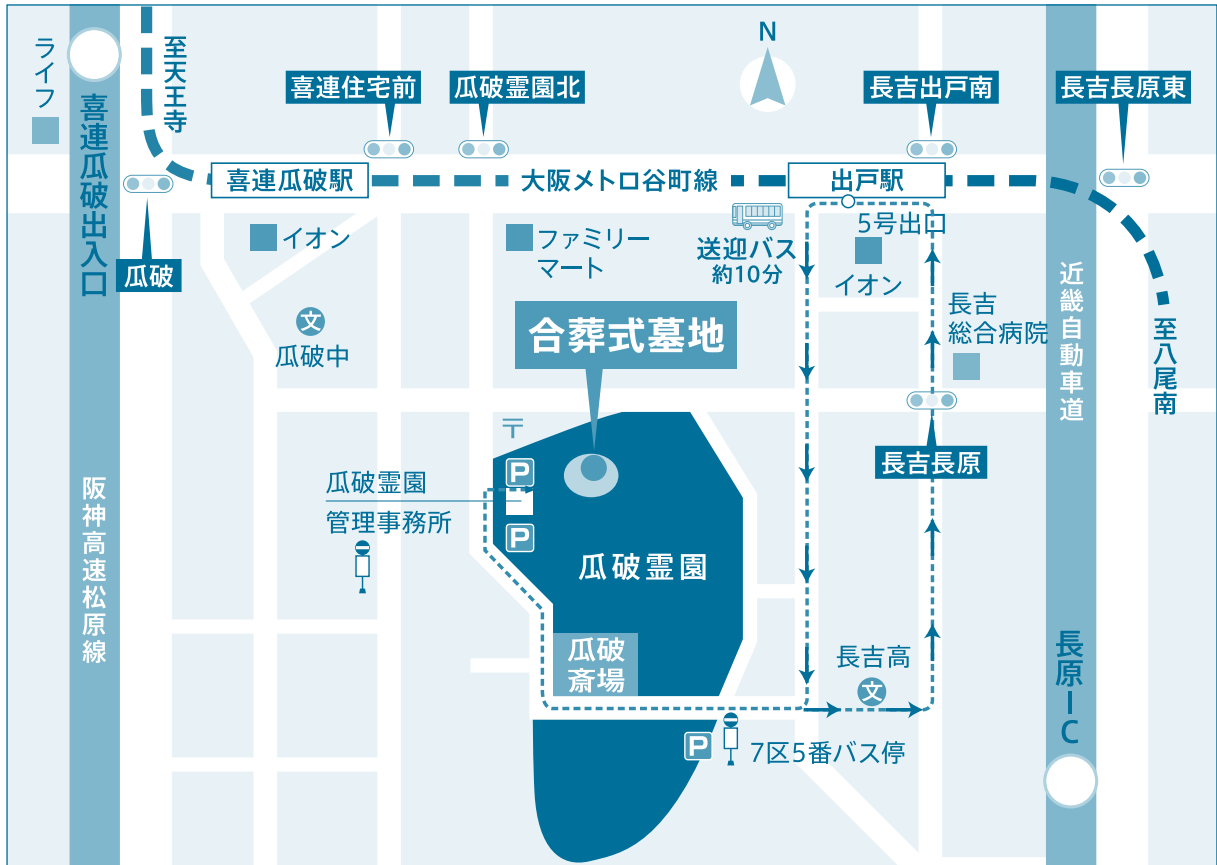 N
ライフ
至天王寺
喜連瓜破出入口
喜連住宅前
瓜破霊園北
長吉出戸南
長吉長原東
喜連瓜破駅
大阪メトロ谷町線
出戸駅
5号出口
瓜破
イオン
ファミリー
マート
送迎バス
約10分
イオン
近畿自動車道
至八尾南
文
瓜破中
合葬式墓地
長吉
総合病院
〒
長吉長原
P
瓜破霊園
管理事務所
P
瓜破霊園
阪神高速松原線
瓜破
斎場
長吉高
文
長原IC
P
7区5番バス停